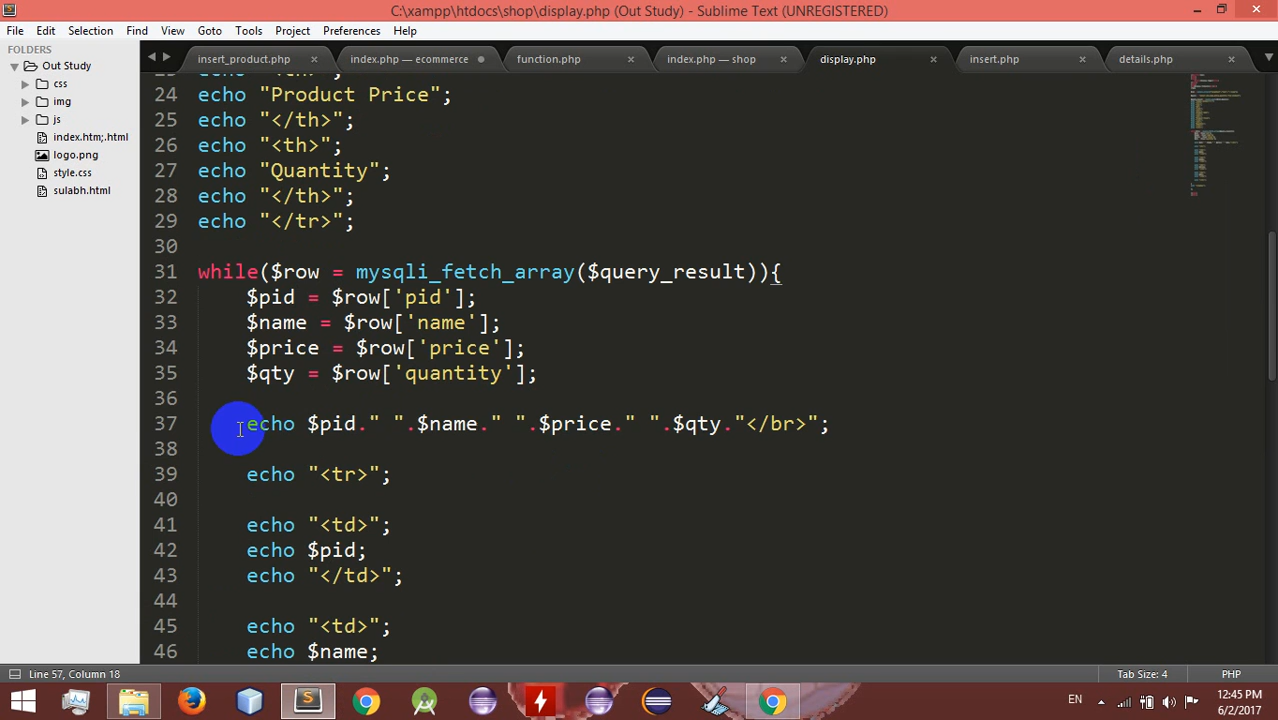 C:\xampp\htdocs\shop\display.php (Out Study) - Sublime Text (UNREGISTERED)
File Edit Selection Find View Goto Tools Project Preferences Help
FOLDERS
Out Study
css
img
js
index.htm;.html
logo.png
style.css
sulabh.html
insert_product.php × index.php — ecommerce function.php × index.php — shop × display.php × insert.php × details.php ×
24 echo "Product Price";
25 echo "</th>";
26 echo "<th>";
27 echo "Quantity";
28 echo "</th>";
29 echo "</tr>";
30
31 while($row = mysqli_fetch_array($query_result)){
32 $pid = $row['pid'];
33 $name = $row['name'];
34 $price = $row['price'];
35 $qty = $row['quantity'];
36
37 echo $pid." ".$name." ".$price." ".$qty."</br>";
38
39 echo "<tr>";
40
41 echo "<td>";
42 echo $pid;
43 echo "</td>";
44
45 echo "<td>";
46 echo $name;
Line 57, Column 18 Tab Size: 4 PHP
EN 12:45 PM
6/2/2017